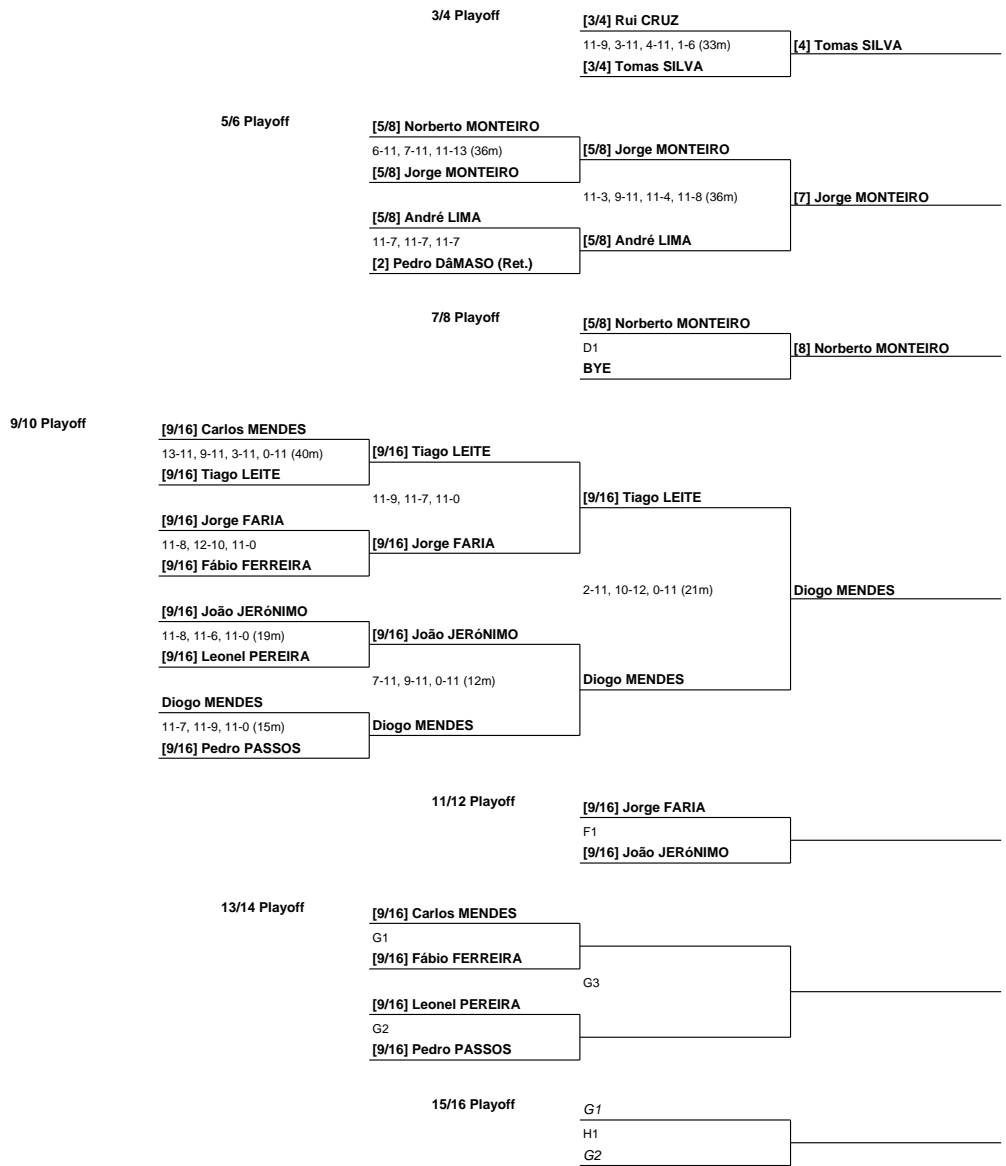 3/4 Playoff
[3/4] Rui CRUZ
11-9, 3-11, 4-11, 1-6 (33m)
[4] Tomas SILVA
[3/4] Tomas SILVA
5/6 Playoff
[5/8] Norberto MONTEIRO
6-11, 7-11, 11-13 (36m)
[5/8] Jorge MONTEIRO
[5/8] Jorge MONTEIRO
11-3, 9-11, 11-4, 11-8 (36m)
[7] Jorge MONTEIRO
[5/8] André LIMA
11-7, 11-7, 11-7
[5/8] André LIMA
[2] Pedro DâMASO (Ret.)
7/8 Playoff
[5/8] Norberto MONTEIRO
D1
[8] Norberto MONTEIRO
BYE
9/10 Playoff
[9/16] Carlos MENDES
13-11, 9-11, 3-11, 0-11 (40m)
[9/16] Tiago LEITE
[9/16] Tiago LEITE
11-9, 11-7, 11-0
[9/16] Tiago LEITE
[9/16] Jorge FARIA
11-8, 12-10, 11-0
[9/16] Jorge FARIA
[9/16] Fábio FERREIRA
2-11, 10-12, 0-11 (21m)
Diogo MENDES
[9/16] João JERóNIMO
11-8, 11-6, 11-0 (19m)
[9/16] João JERóNIMO
[9/16] Leonel PEREIRA
7-11, 9-11, 0-11 (12m)
Diogo MENDES
Diogo MENDES
11-7, 11-9, 11-0 (15m)
Diogo MENDES
[9/16] Pedro PASSOS
11/12 Playoff
[9/16] Jorge FARIA
F1
[9/16] João JERóNIMO
13/14 Playoff
[9/16] Carlos MENDES
G1
[9/16] Fábio FERREIRA
G3
[9/16] Leonel PEREIRA
G2
[9/16] Pedro PASSOS
15/16 Playoff
G1
H1
G2